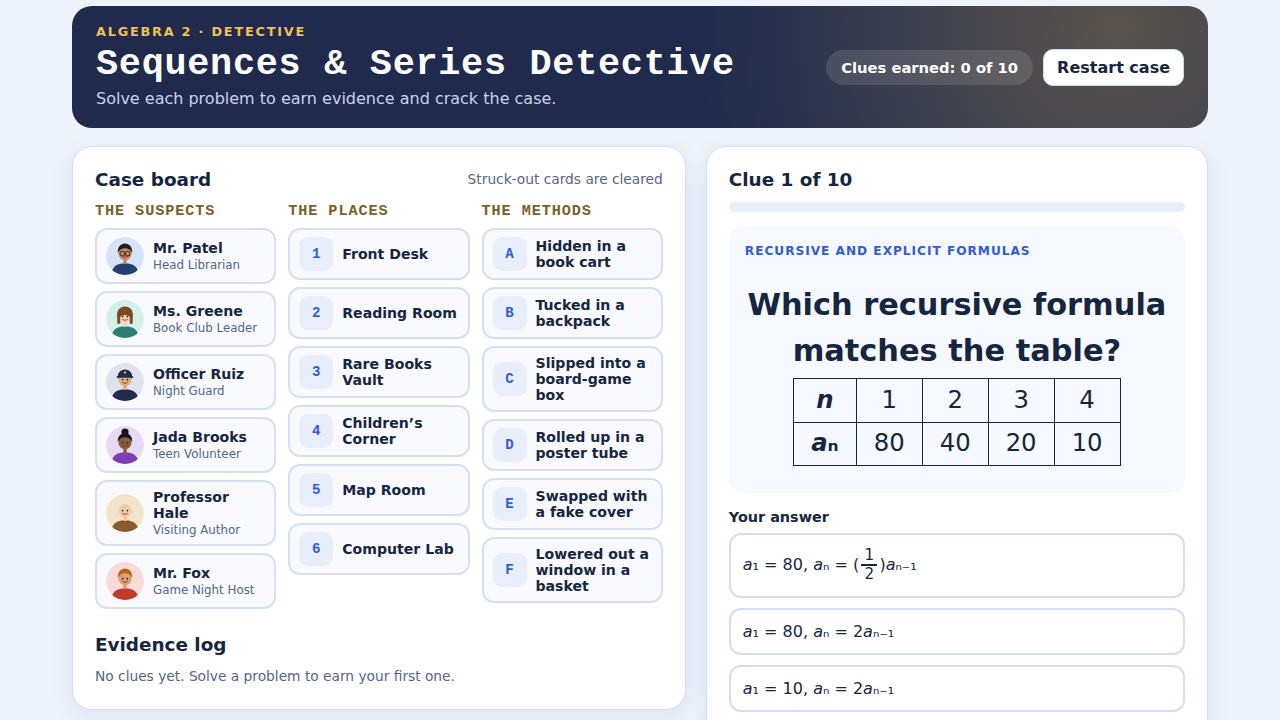 ALGEBRA 2 · DETECTIVE
Sequences & Series Detective
Solve each problem to earn evidence and crack the case.
Clues earned: 0 of 10
Restart case
Case board
Struck-out cards are cleared
THE SUSPECTS
Mr. Patel
Head Librarian
Ms. Greene
Book Club Leader
Officer Ruiz
Night Guard
Jada Brooks
Teen Volunteer
Professor
Hale
Visiting Author
Mr. Fox
Game Night Host
THE PLACES
1 Front Desk
2 Reading Room
3 Rare Books
Vault
4 Children’s
Corner
5 Map Room
6 Computer Lab
THE METHODS
A Hidden in a
book cart
B Tucked in a
backpack
C Slipped into a
board-game
box
D Rolled up in a
poster tube
E Swapped with
a fake cover
F Lowered out a
window in a
basket
Evidence log
No clues yet. Solve a problem to earn your first one.
Clue 1 of 10
RECURSIVE AND EXPLICIT FORMULAS
Which recursive formula
matches the table?
n 1 2 3 4
aₙ 80 40 20 10
Your answer
a₁ = 80, aₙ = (1/2)aₙ₋₁
a₁ = 80, aₙ = 2aₙ₋₁
a₁ = 10, aₙ = 2aₙ₋₁